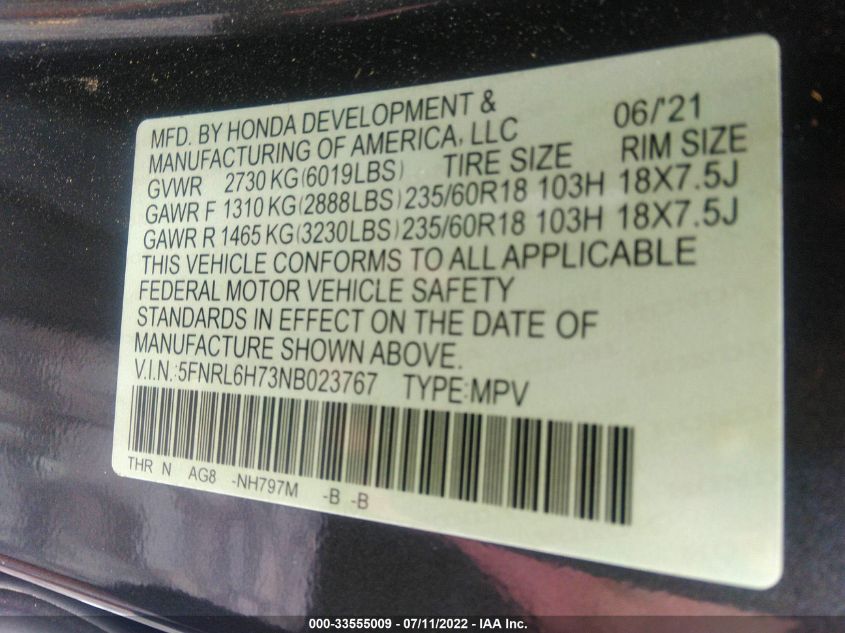 MFD. BY HONDA DEVELOPMENT & 06/'21
MANUFACTURING OF AMERICA, LLC
GVWR 2730 KG(6019LBS) TIRE SIZE RIM SIZE
GAWR F 1310 KG(2888LBS) 235/60R18 103H 18X7.5J
GAWR R 1465 KG(3230LBS) 235/60R18 103H 18X7.5J
THIS VEHICLE CONFORMS TO ALL APPLICABLE
FEDERAL MOTOR VEHICLE SAFETY
STANDARDS IN EFFECT ON THE DATE OF
MANUFACTURE SHOWN ABOVE.
V.I.N.:5FNRL6H73NB023767 TYPE:MPV
THR N AG8 -NH797M -B -B
000-33555009 - 07/11/2022 - IAA Inc.